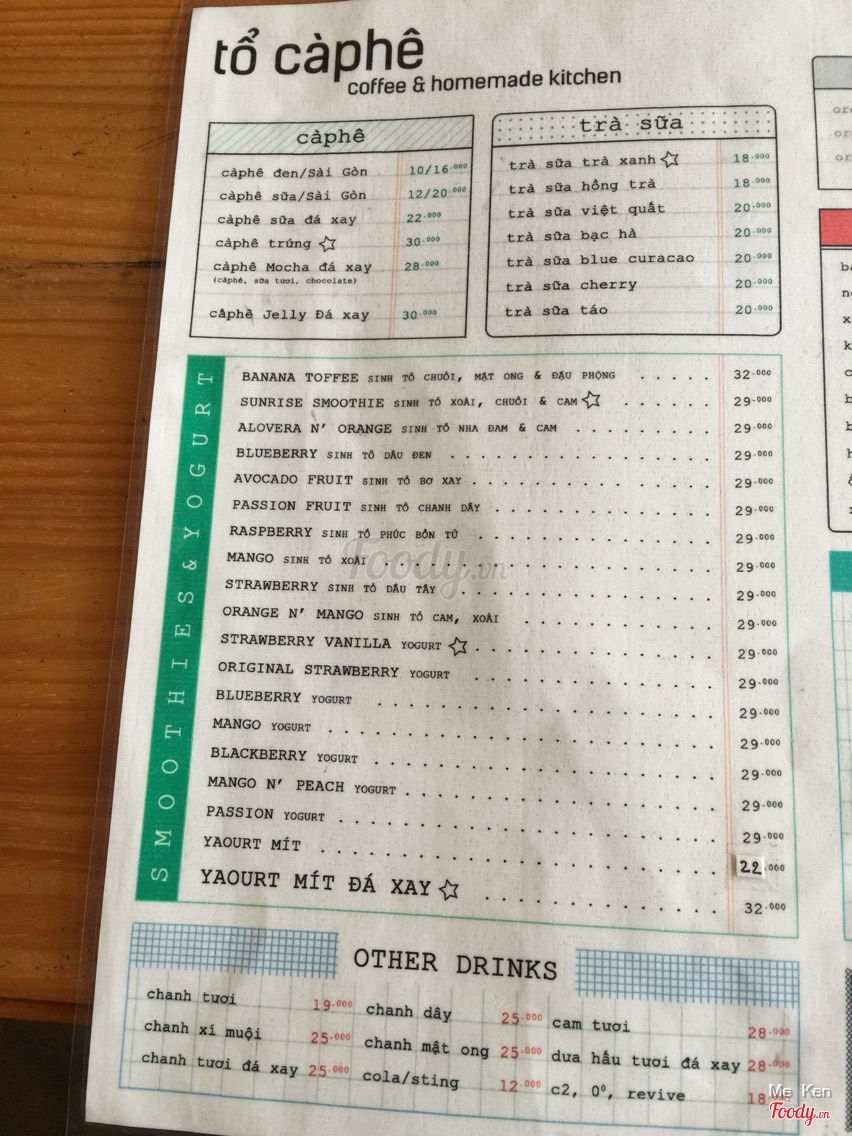 tổ càphê
coffee & homemade kitchen
càphê
càphê đen/Sài Gòn 10/16.000
càphê sữa/Sài Gòn 12/20.000
càphê sữa đá xay 22.000
càphê trứng 30.000
càphê Mocha đá xay 28.000
(càphê, sữa tươi, chocolate)
càphê Jelly Đá xay 30.000
trà sữa
trà sữa trà xanh 18.000
trà sữa hồng trà 18.000
trà sữa việt quất 20.000
trà sữa bạc hà 20.000
trà sữa blue curacao 20.000
trà sữa cherry 20.000
trà sữa táo 20.000
SMOOTHIES & YOGURT
BANANA TOFFEE SINH TỐ CHUỐI, MẬT ONG & ĐẬU PHỘNG ..... 32.000
SUNRISE SMOOTHIE SINH TỐ XOÀI, CHUỐI & CAM ...... 29.000
ALOVERA N' ORANGE SINH TỐ NHA ĐAM & CAM ......... 29.000
BLUEBERRY SINH TỐ DÂU ĐEN ................. 29.000
AVOCADO FRUIT SINH TỐ BƠ XAY ............... 29.000
PASSION FRUIT SINH TỐ CHANH DÂY .............. 29.000
RASPBERRY SINH TỐ PHÚC BỒN TỬ ............... 29.000
MANGO SINH TỐ XOÀI .................... 29.000
STRAWBERRY SINH TỐ DÂU TÂY ................ 29.000
ORANGE N' MANGO SINH TỐ CAM, XOÀI ............ 29.000
STRAWBERRY VANILLA YOGURT ............... 29.000
ORIGINAL STRAWBERRY YOGURT ............... 29.000
BLUEBERRY YOGURT ..................... 29.000
MANGO YOGURT ....................... 29.000
BLACKBERRY YOGURT .................... 29.000
MANGO N' PEACH YOGURT .................. 29.000
PASSION YOGURT ...................... 29.000
YAOURT MÍT ....................... 22.000
YAOURT MÍT ĐÁ XAY .............. 32.000
OTHER DRINKS
chanh tươi 19.000 chanh dây 25.000 cam tươi 28.000
chanh xí muội 25.000 chanh mật ong 25.000 dưa hấu tươi đá xay 28.000
chanh tươi đá xay 25.000 cola/sting 12.000 c2, 0º, revive 18
Foody.vn
Mẹ Ken
Foody.vn